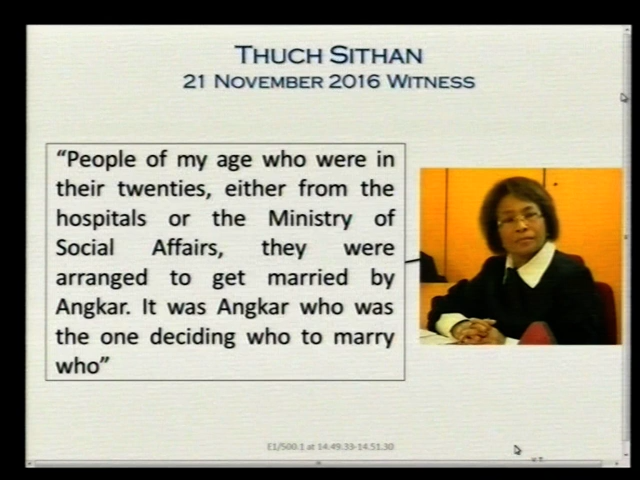 THUCH SITHAN
21 NOVEMBER 2016 WITNESS
“People of my age who were in
their twenties, either from the
hospitals or the Ministry of
Social Affairs, they were
arranged to get married by
Angkar. It was Angkar who was
the one deciding who to marry
who”
E1/500.1 at 14.49.33-14.51.30